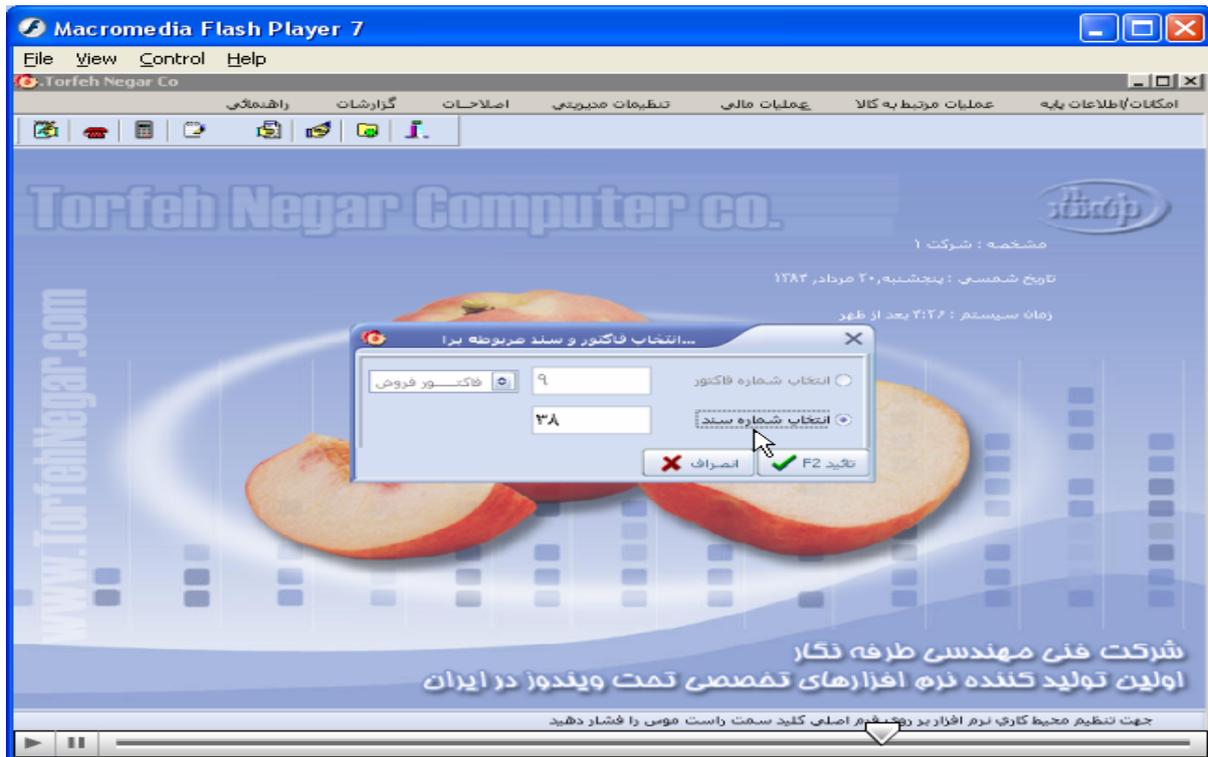 Macromedia Flash Player 7
File View Control Help
.Torfeh Negar Co
امکانات/اطلاعات پایه عملیات مرتبط به کالا عملیات مالی تنظیمات مدیریتی اصلاحات گزارشات راهنمائی
Torfeh Negar Computer co.
مشخصه : شرکت ۱
تاریخ شمسی : پنجشنبه, ۲۰ مرداد, ۱۳۸۴
زمان سیستم : ۴:۲۶ بعد از ظهر
www.TorfehNegar.com
...انتخاب فاکتور و سند مربوطه برا
انتخاب شماره فاکتور ۹ فاکتـــور فروش
انتخاب شماره سند ۳۸
تائید F2 انصراف
شرکت فنی مهندسی طرفه نگار
اولین تولید کننده نرم افزارهای تخصصی تحت ویندوز در ایران
جهت تنظیم محیط کاری نرم افزار بر روی فرم اصلی کلید سمت راست موس را فشار دهید